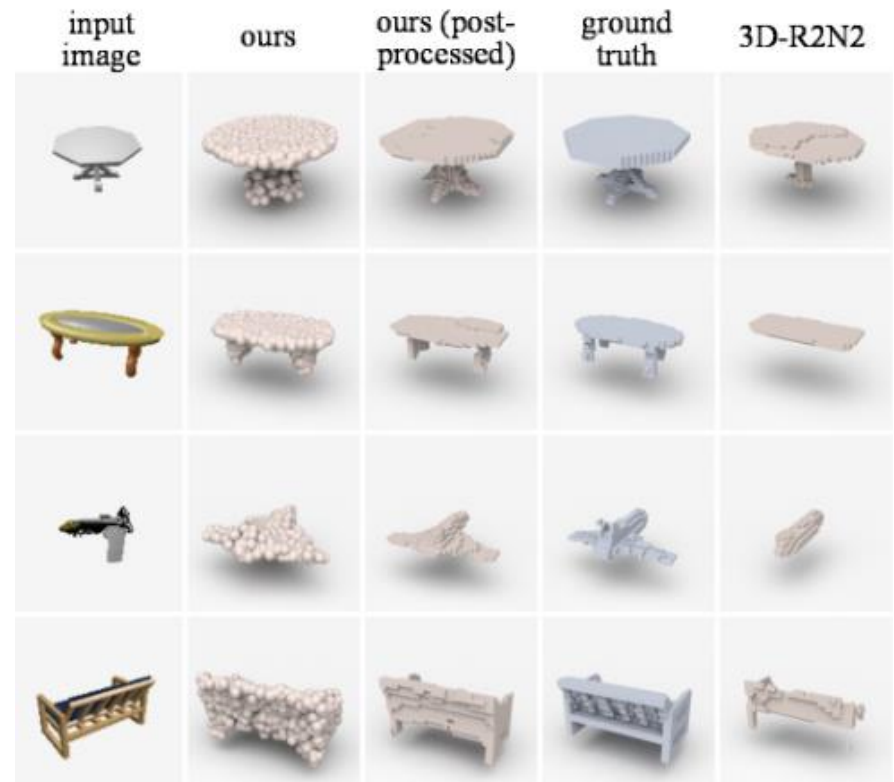 input image
ours
ours (post-processed)
ground truth
3D-R2N2